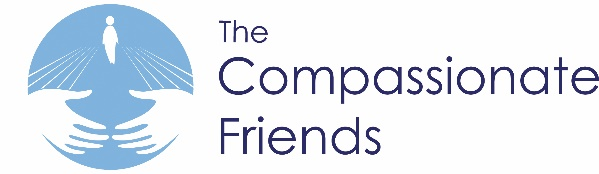 The
Compassionate
Friends